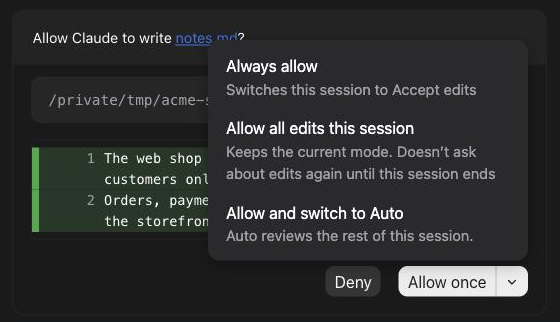 Allow Claude to write notes.md?
Always allow
Switches this session to Accept edits
/private/tmp/acme-
Allow all edits this session
Keeps the current mode. Doesn't ask
about edits again until this session ends
1 The web shop
customers onl
2 Orders, payme
the storefron
Allow and switch to Auto
Auto reviews the rest of this session.
Deny
Allow once